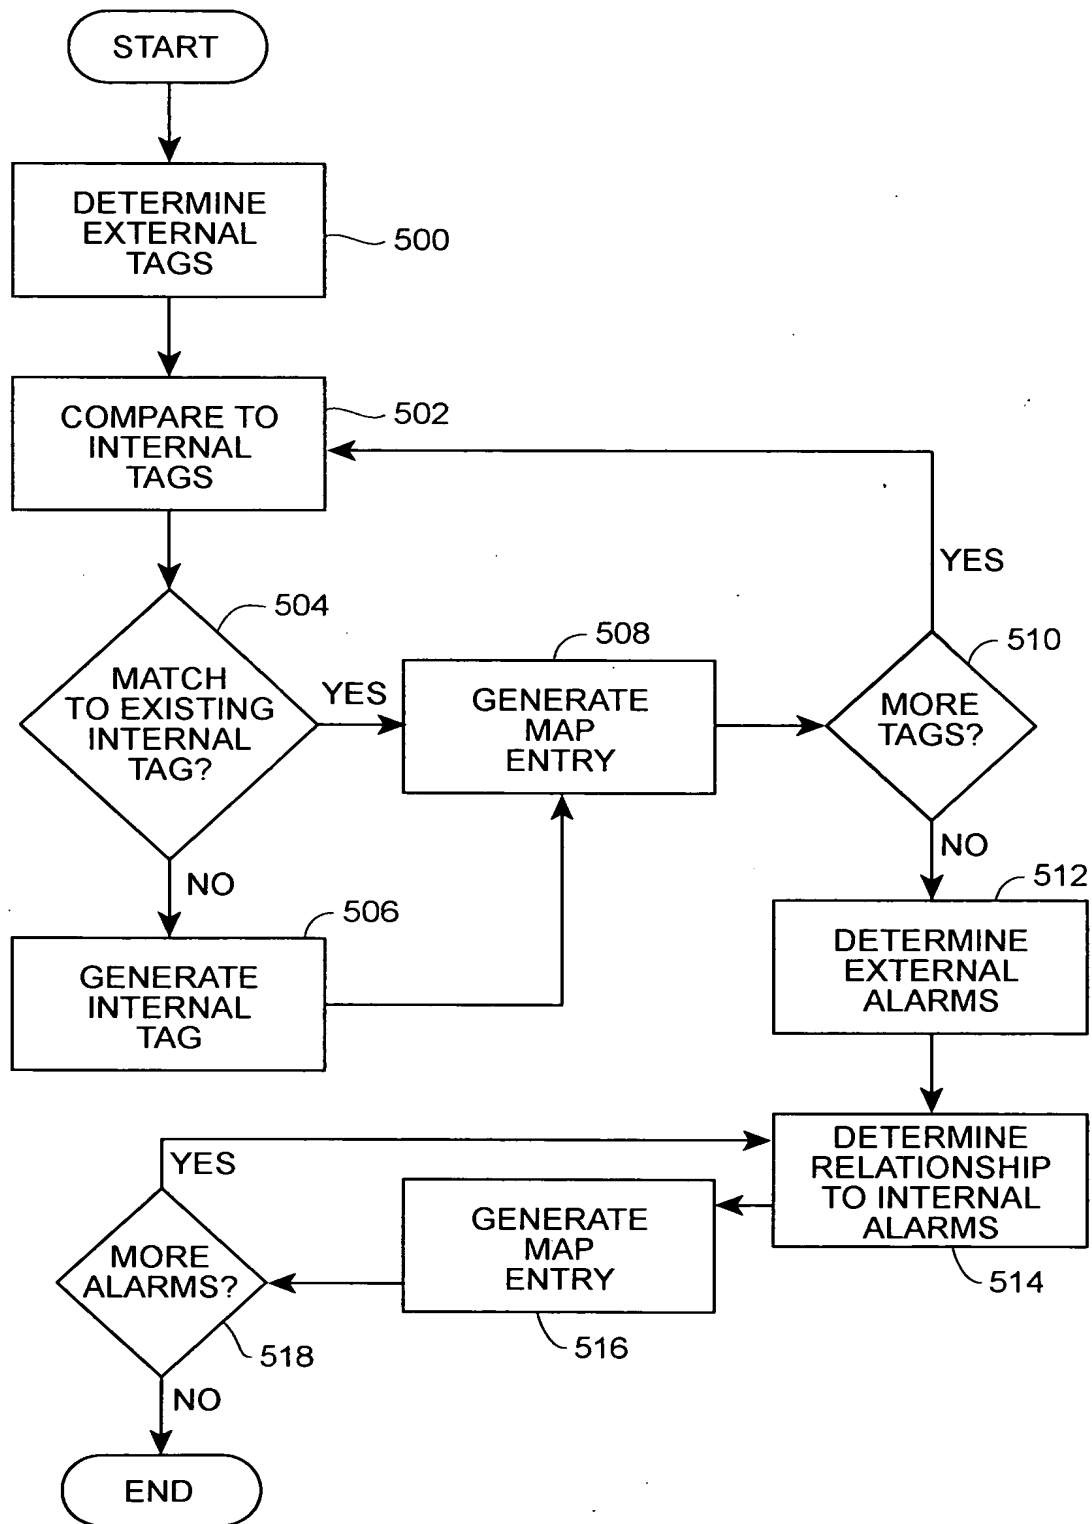 START
DETERMINE
EXTERNAL
TAGS
500
COMPARE TO
INTERNAL
TAGS
502
YES
504
MATCH
TO EXISTING
INTERNAL
TAG?
YES
508
GENERATE
MAP
ENTRY
510
MORE
TAGS?
NO
NO
506
GENERATE
INTERNAL
TAG
512
DETERMINE
EXTERNAL
ALARMS
DETERMINE
RELATIONSHIP
TO INTERNAL
ALARMS
514
YES
GENERATE
MAP
ENTRY
516
MORE
ALARMS?
518
NO
END